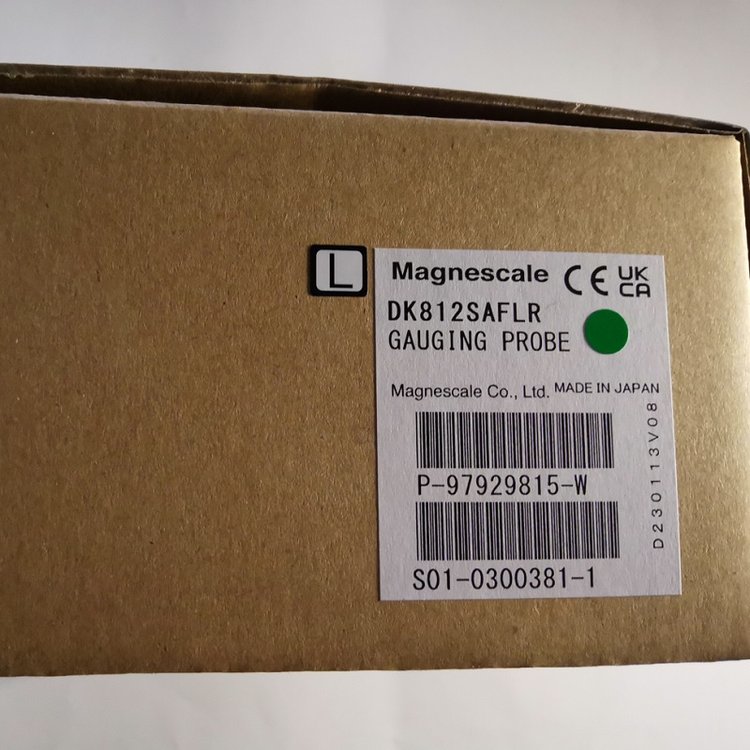 L
Magnescale CE UK CA
DK812SAFLR
GAUGING PROBE
Magnescale Co., Ltd. MADE IN JAPAN
P-97929815-W
S01-0300381-1
D230113V08